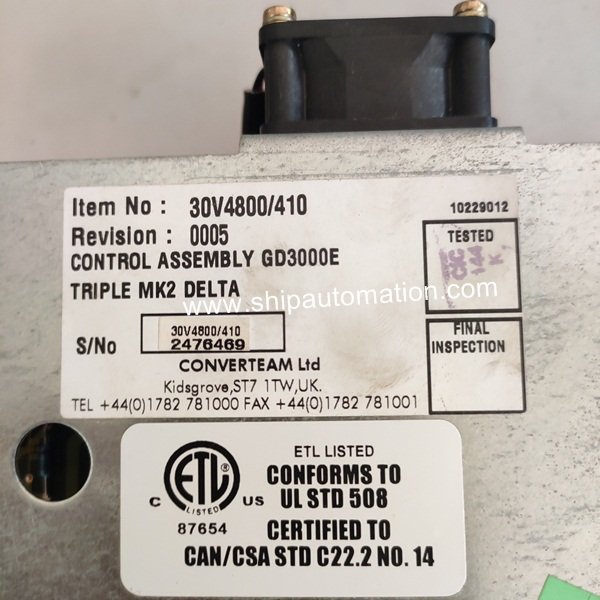 Item No : 30V4800/410
10229012
Revision : 0005
TESTED
CONTROL ASSEMBLY GD3000E
TRIPLE MK2 DELTA
www.shipautomation.com
S/No
30V4800/410
2476469
FINAL
INSPECTION
CONVERTEAM Ltd
Kidsgrove,ST7 1TW,UK.
TEL +44(0)1782 781000 FAX +44(0)1782 781001
ETL LISTED
CONFORMS TO
UL STD 508
CERTIFIED TO
CAN/CSA STD C22.2 NO. 14
ETL
®
LISTED
C US
87654